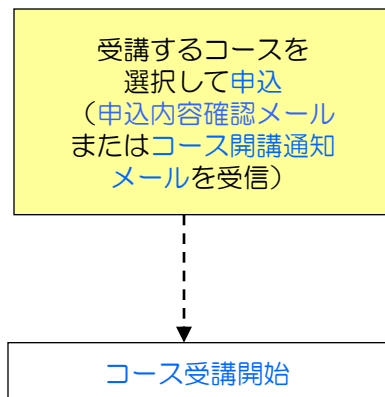 受講するコースを
選択して申込
（申込内容確認メール
またはコース開講通知
メールを受信）
コース受講開始